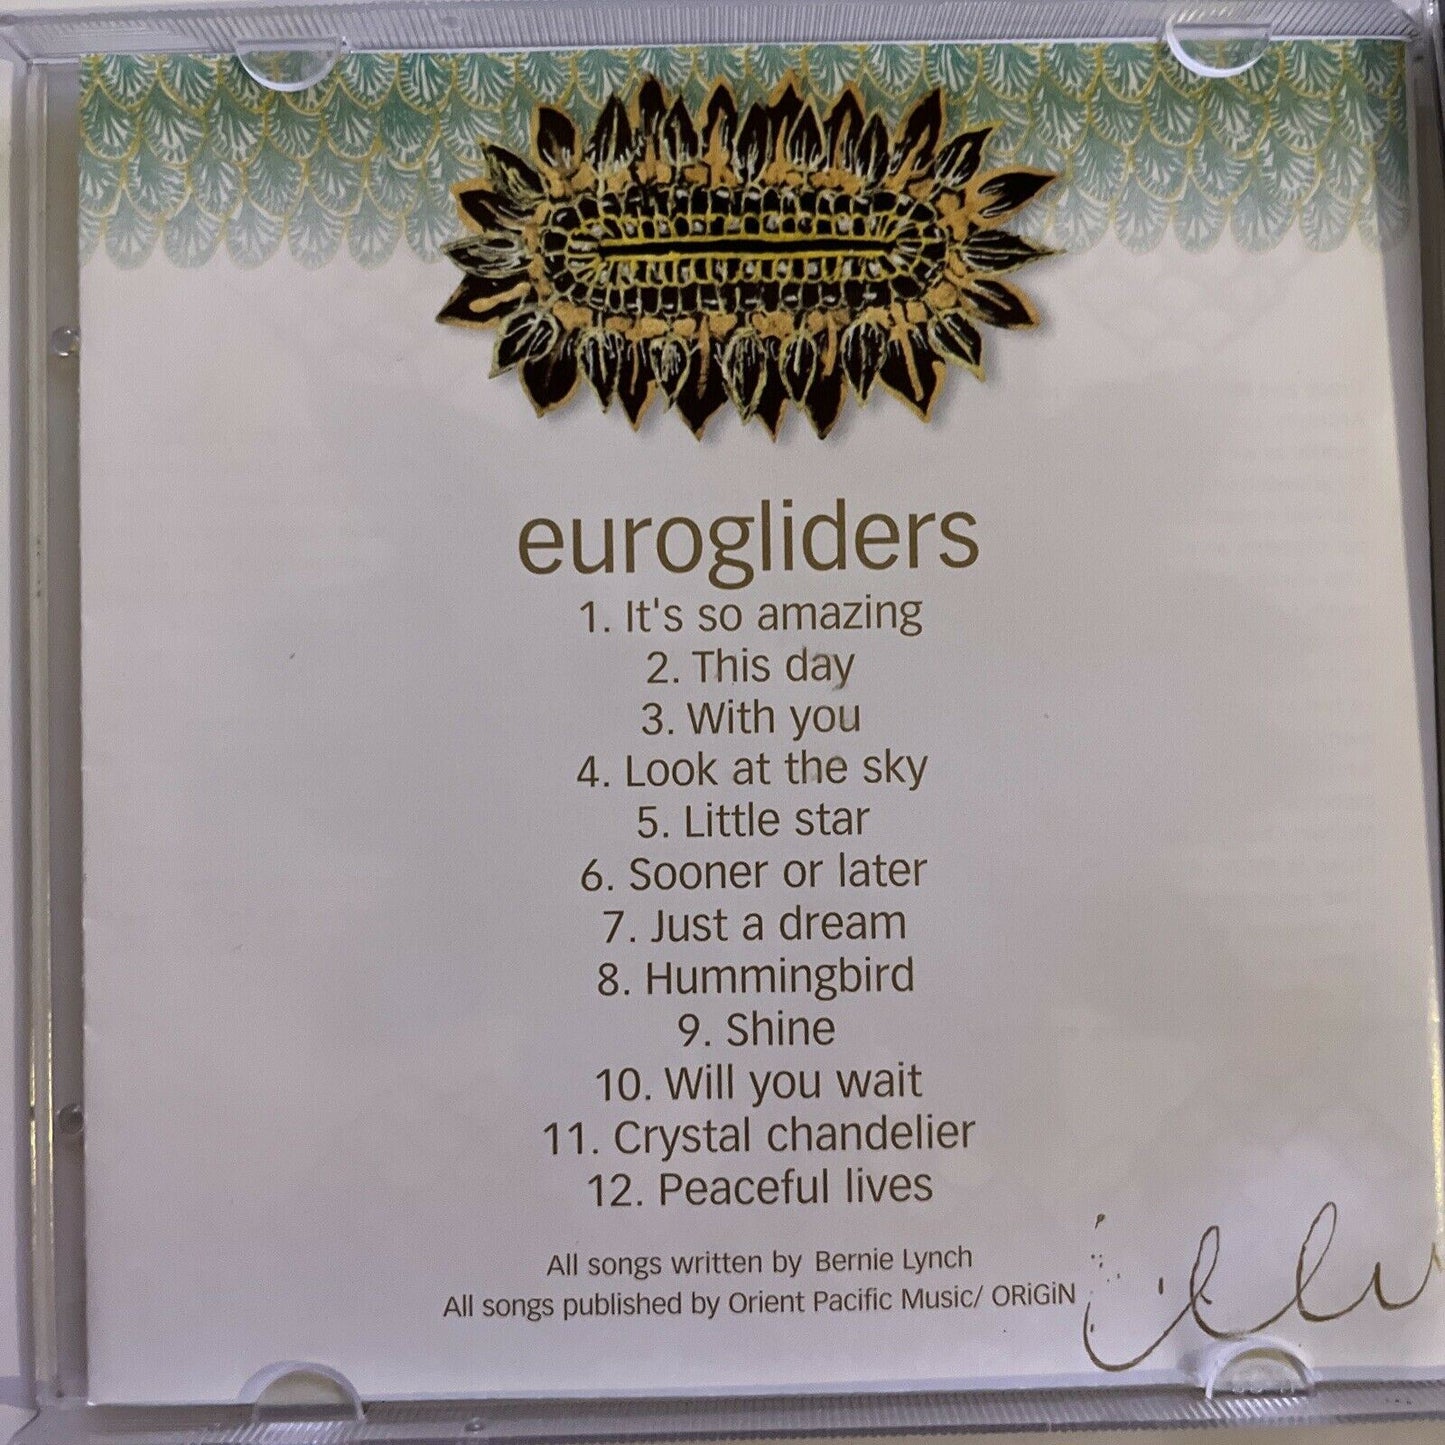 eurogliders
1. It's so amazing
2. This day
3. With you
4. Look at the sky
5. Little star
6. Sooner or later
7. Just a dream
8. Hummingbird
9. Shine
10. Will you wait
11. Crystal chandelier
12. Peaceful lives
All songs written by Bernie Lynch
All songs published by Orient Pacific Music/ ORiGiN